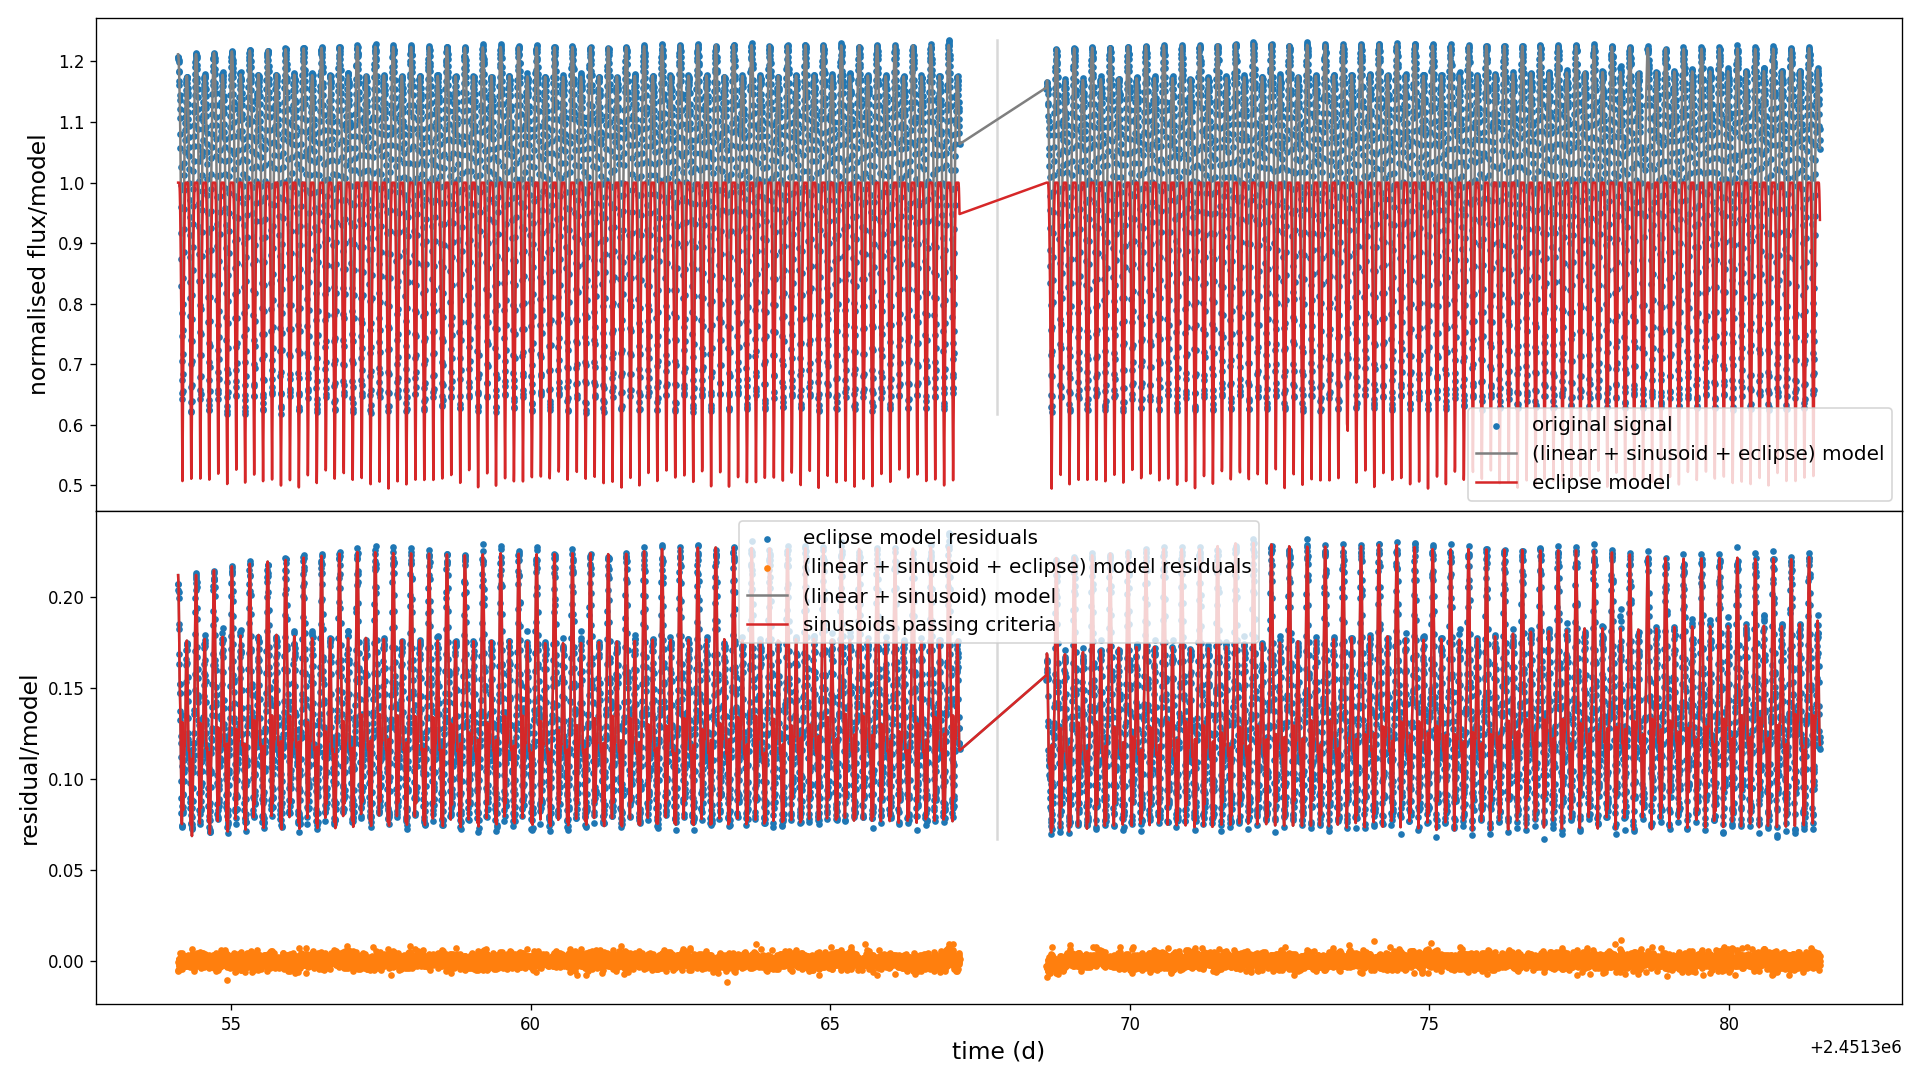 1.2
1.1
1.0
0.9
0.8
0.7
0.6
0.5
normalised flux/model
original signal
(linear + sinusoid + eclipse) model
eclipse model
eclipse model residuals
(linear + sinusoid + eclipse) model residuals
(linear + sinusoid) model
sinusoids passing criteria
0.20
0.15
0.10
0.05
0.00
residual/model
55
60
65
70
75
80
time (d)
+2.4513e6